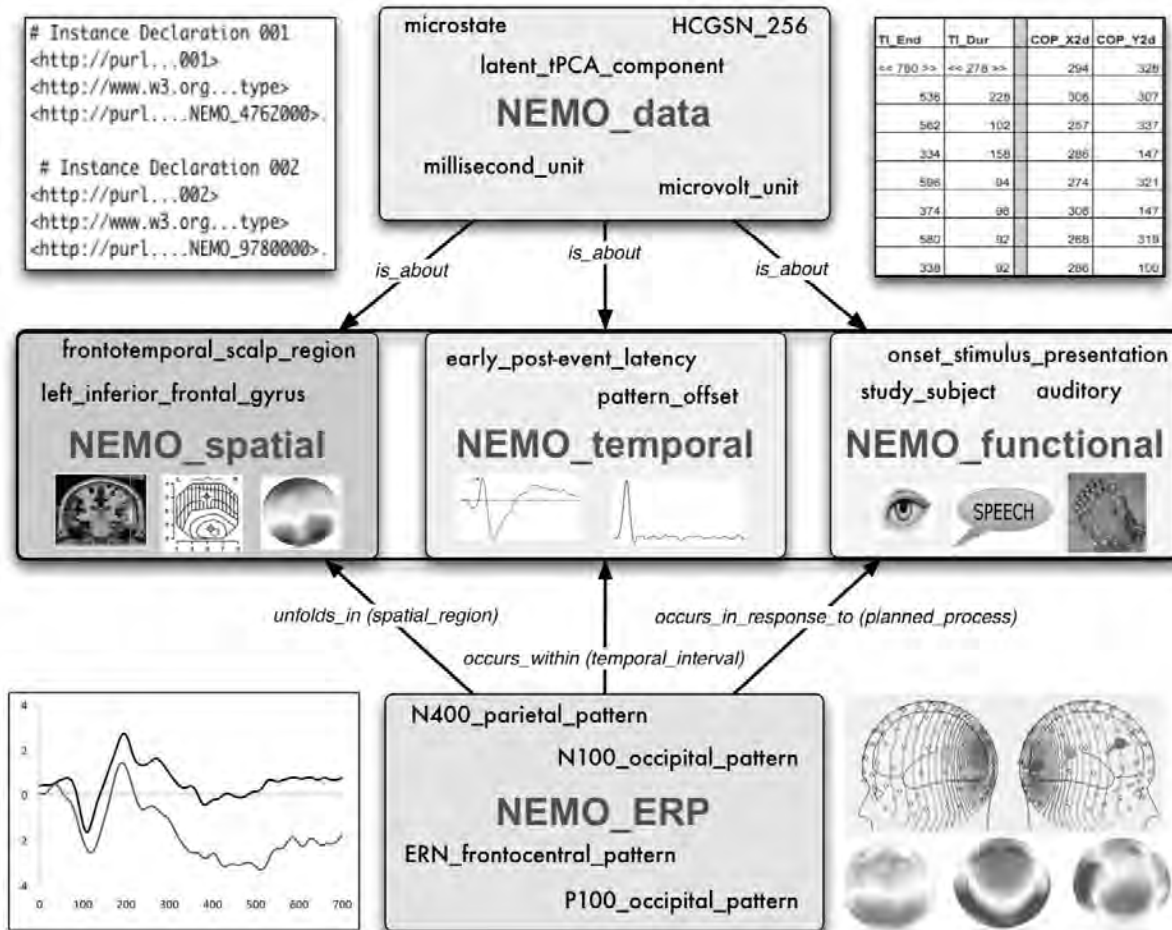 # Instance Declaration 001
<http://purl...001>
<http://www.w3.org...type>
<http://purl....NEMO_4762000>.
# Instance Declaration 002
<http://purl...002>
<http://www.w3.org...type>
<http://purl....NEMO_9780000>.
microstate HCGSN_256
latent_tPCA_component
NEMO_data
millisecond_unit
microvolt_unit
TI_End TI_Dur COP_X2d COP_Y2d
<< 780 >> << 278 >> 294 328
536 228 306 307
562 102 257 337
334 158 286 147
596 94 274 321
374 96 306 147
580 92 268 319
338 92 286 100
is_about
is_about
is_about
frontotemporal_scalp_region
left_inferior_frontal_gyrus
NEMO_spatial
early_post-event_latency
pattern_offset
NEMO_temporal
onset_stimulus_presentation
study_subject auditory
NEMO_functional
SPEECH
unfolds_in (spatial_region)
occurs_within (temporal_interval)
occurs_in_response_to (planned_process)
4
2
0
-2
-4
0 100 200 300 400 500 600 700
N400_parietal_pattern
N100_occipital_pattern
NEMO_ERP
ERN_frontocentral_pattern
P100_occipital_pattern